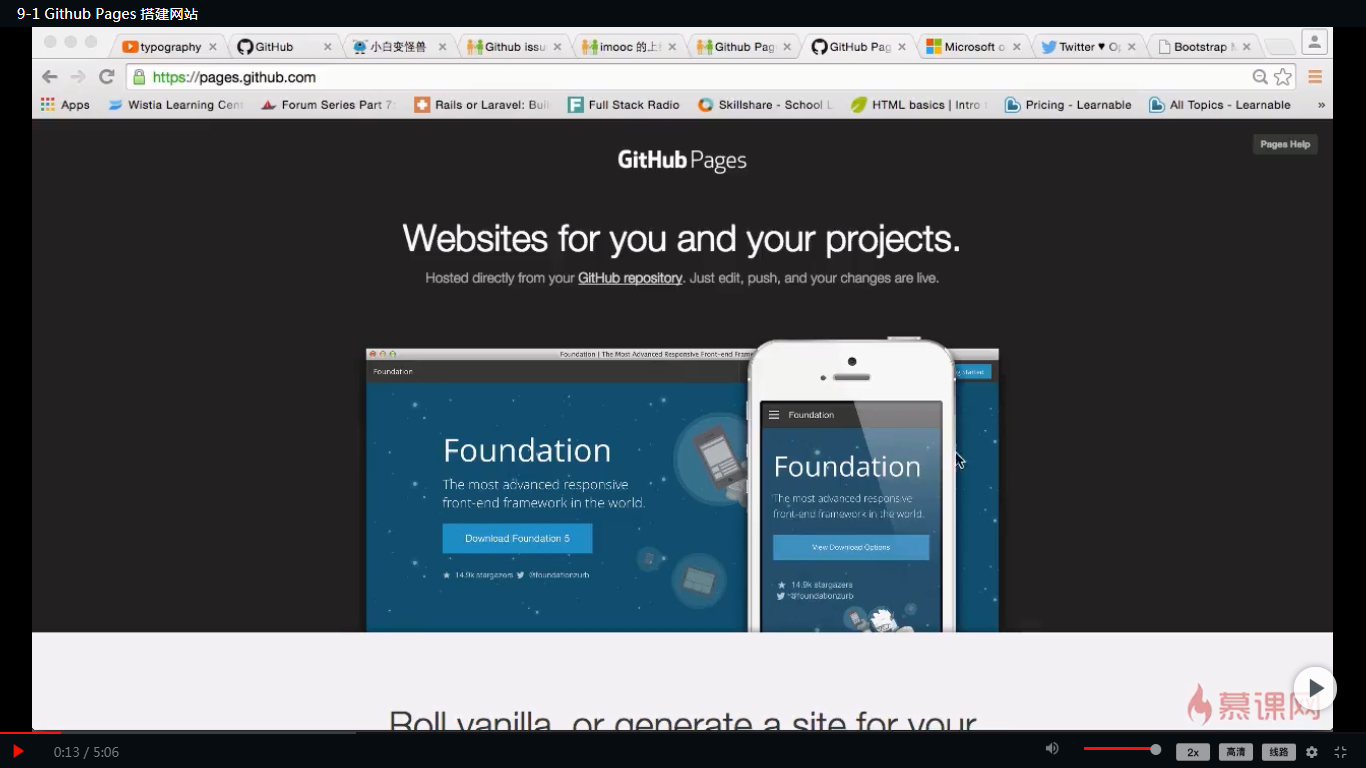 9-1 Github Pages 搭建网站
typography
GitHub
小白变怪兽
Github issu
imooc 的上
Github Pag
GitHub Pag
Microsoft o
Twitter ♥ O
Bootstrap
https://pages.github.com
Apps
Wistia Learning Cent
Forum Series Part 7:
Rails or Laravel: Buil
Full Stack Radio
Skillshare - School
HTML basics | Intro
Pricing - Learnable
All Topics - Learnable
»
Pages Help
GitHub Pages
Websites for you and your projects.
Hosted directly from your GitHub repository. Just edit, push, and your changes are live.
Foundation | The Most Advanced Responsive Front-end Frame
Foundation
Started
Foundation
The most advanced responsive
front-end framework in the world.
Download Foundation 5
★ 14.9k stargazers @foundationzurb
Foundation
Foundation
The most advanced responsive
front-end framework in the world.
View Download Options
★ 14.9k stargazers
@foundationzurb
Roll vanilla, or generate a site for your
慕课网
0:13 / 5:06
2x
高清
线路